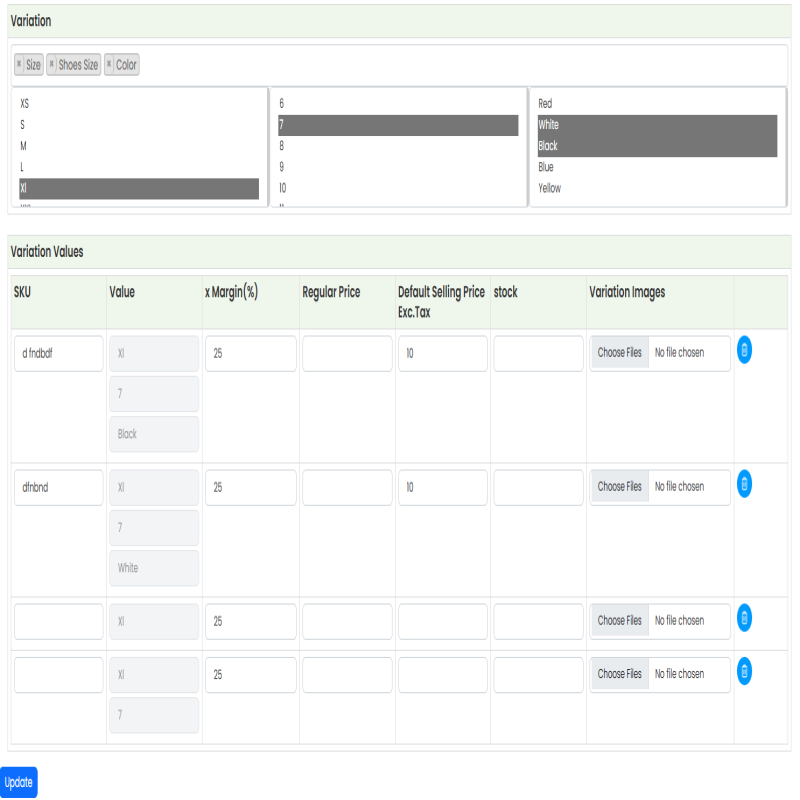 Variation
× Size × Shoes Size × Color
XS 6 Red
S 7 White
M 8 Black
L 9 Blue
Xl 10 Yellow
Variation Values
SKU Value x Margin(%) Regular Price Default Selling Price Exc.Tax stock Variation Images
d fndbdf Xl 25 10 Choose Files No file chosen
7
Black
dfnbnd Xl 25 10 Choose Files No file chosen
7
White
Xl 25 Choose Files No file chosen
Xl 25 Choose Files No file chosen
7
Update